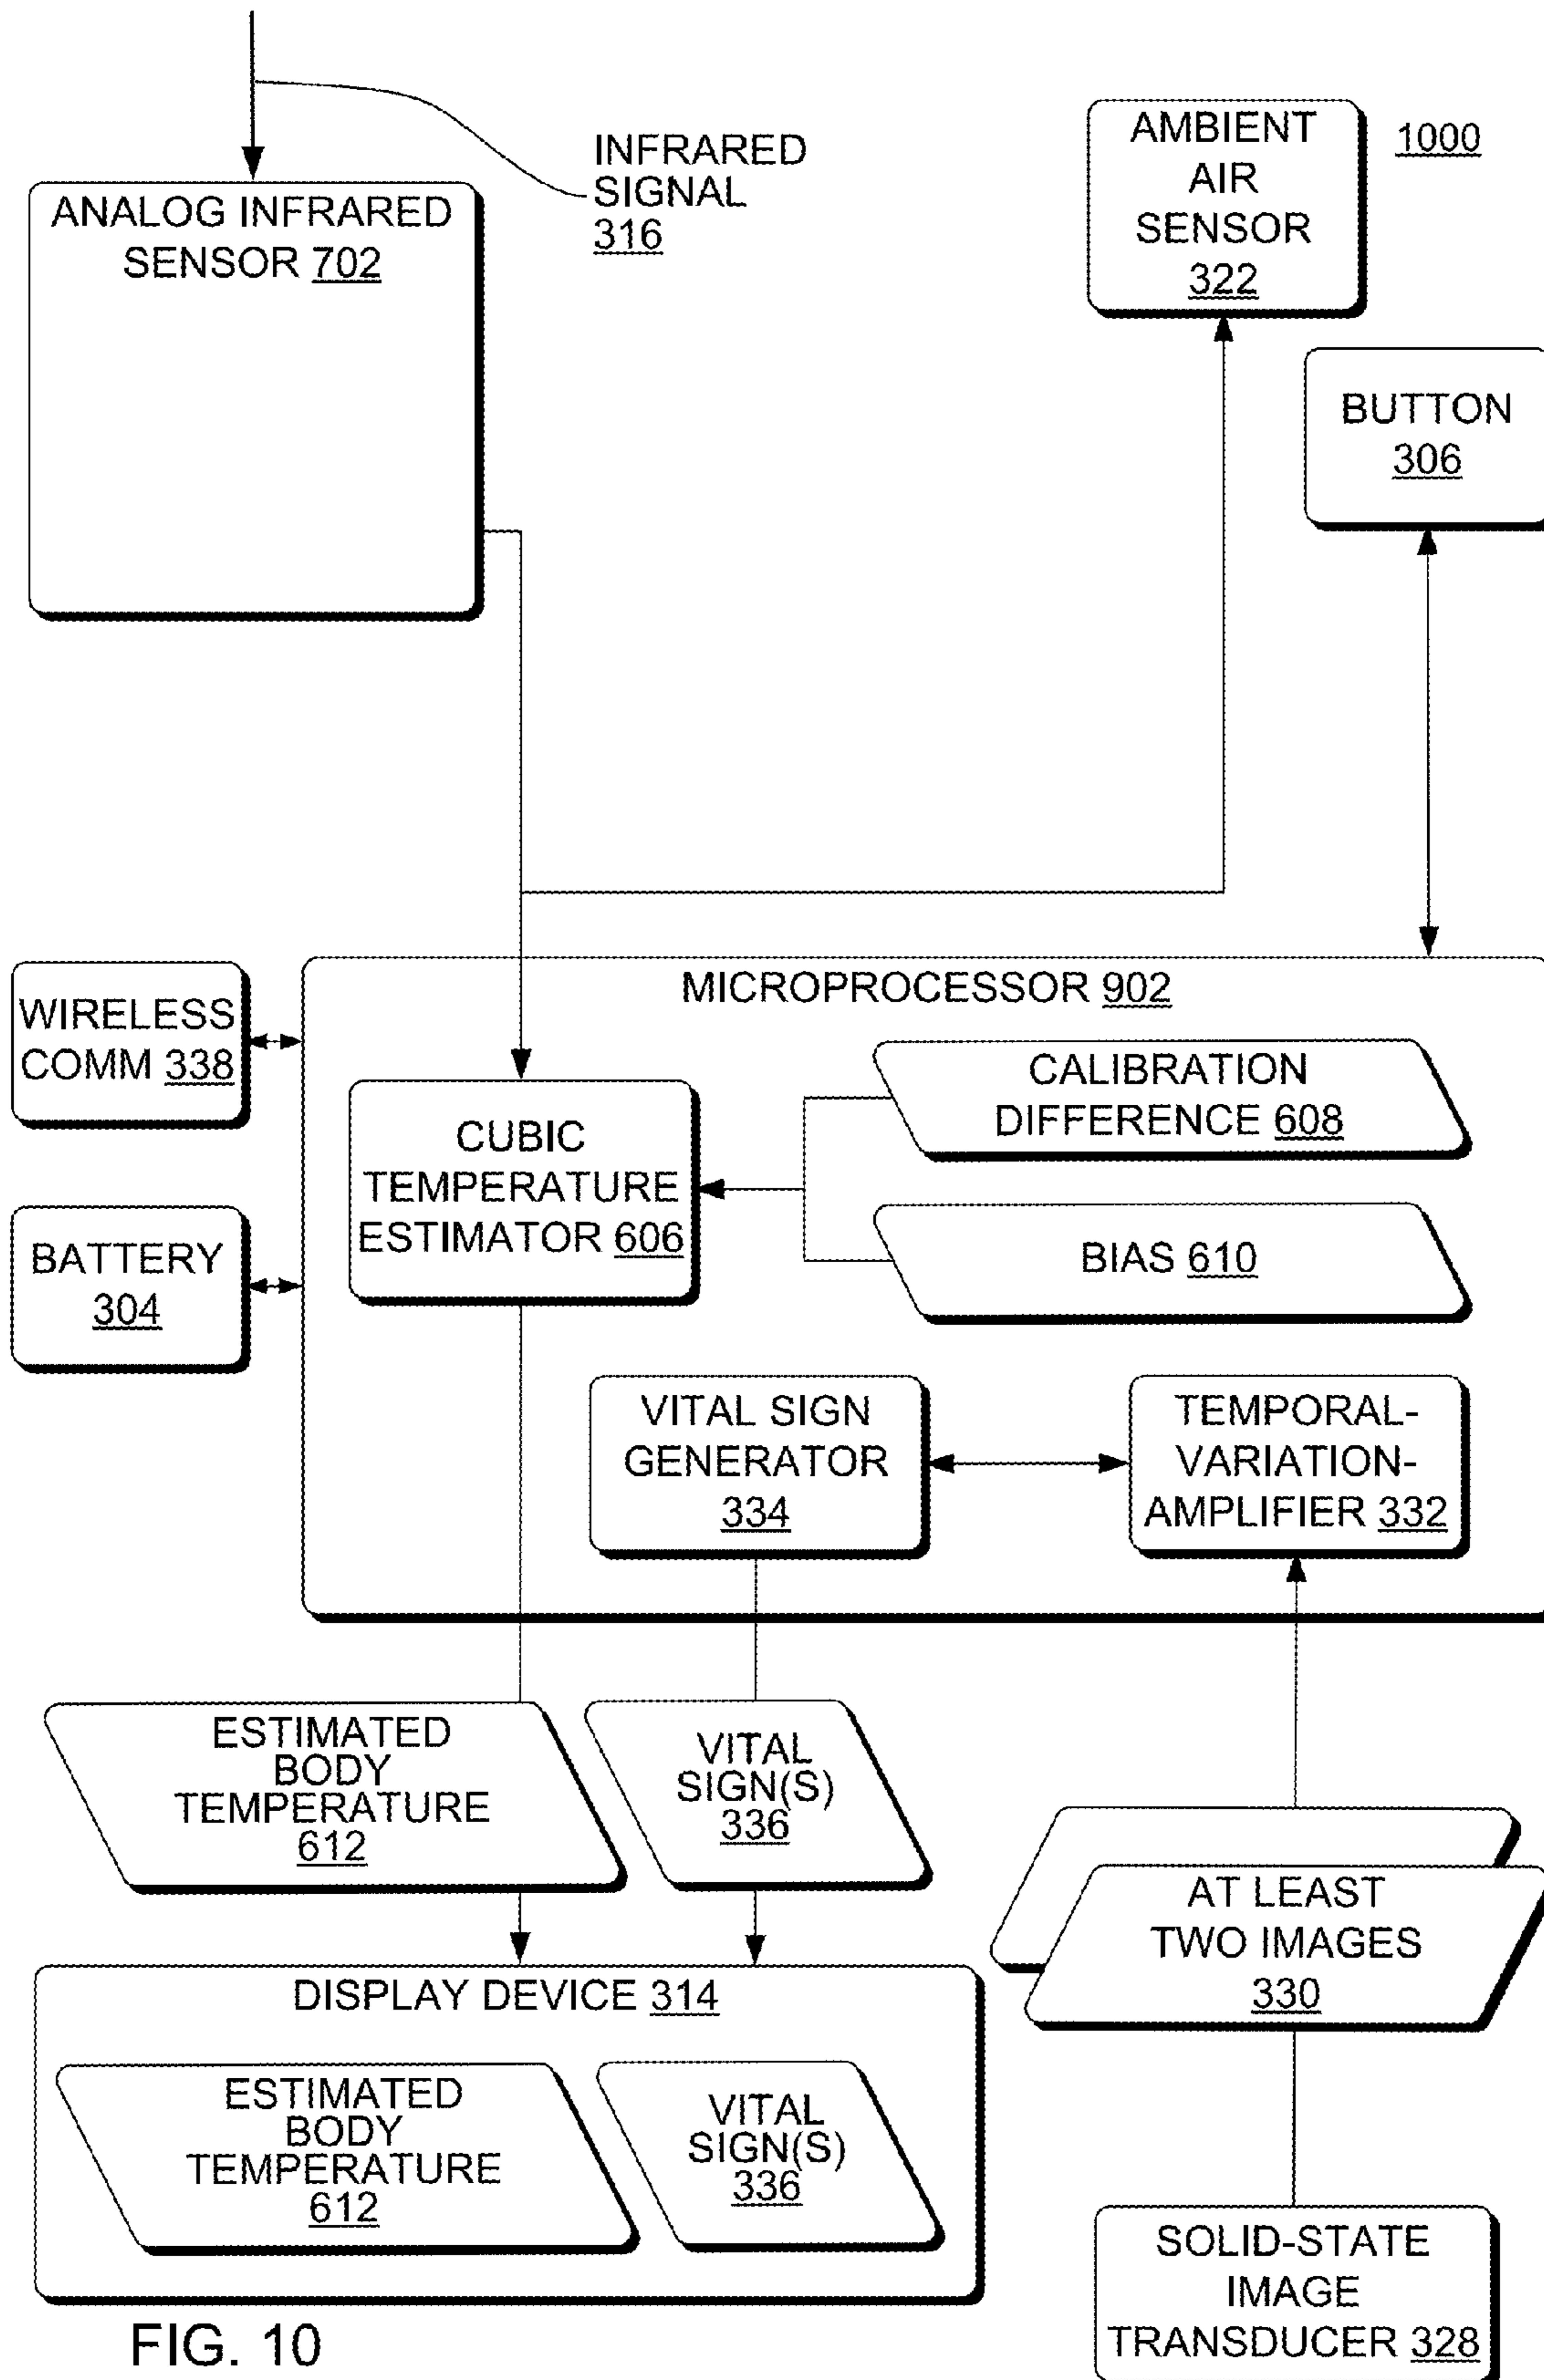 INFRARED
SIGNAL
316
ANALOG INFRARED
SENSOR 702
AMBIENT
AIR
SENSOR
322
1000
BUTTON
306
MICROPROCESSOR 902
WIRELESS
COMM 338
BATTERY
304
CUBIC
TEMPERATURE
ESTIMATOR 606
CALIBRATION
DIFFERENCE 608
BIAS 610
VITAL SIGN
GENERATOR
334
TEMPORAL-
VARIATION-
AMPLIFIER 332
ESTIMATED
BODY
TEMPERATURE
612
VITAL
SIGN(S)
336
AT LEAST
TWO IMAGES
330
DISPLAY DEVICE 314
ESTIMATED
BODY
TEMPERATURE
612
VITAL
SIGN(S)
336
SOLID-STATE
IMAGE
TRANSDUCER 328
FIG. 10